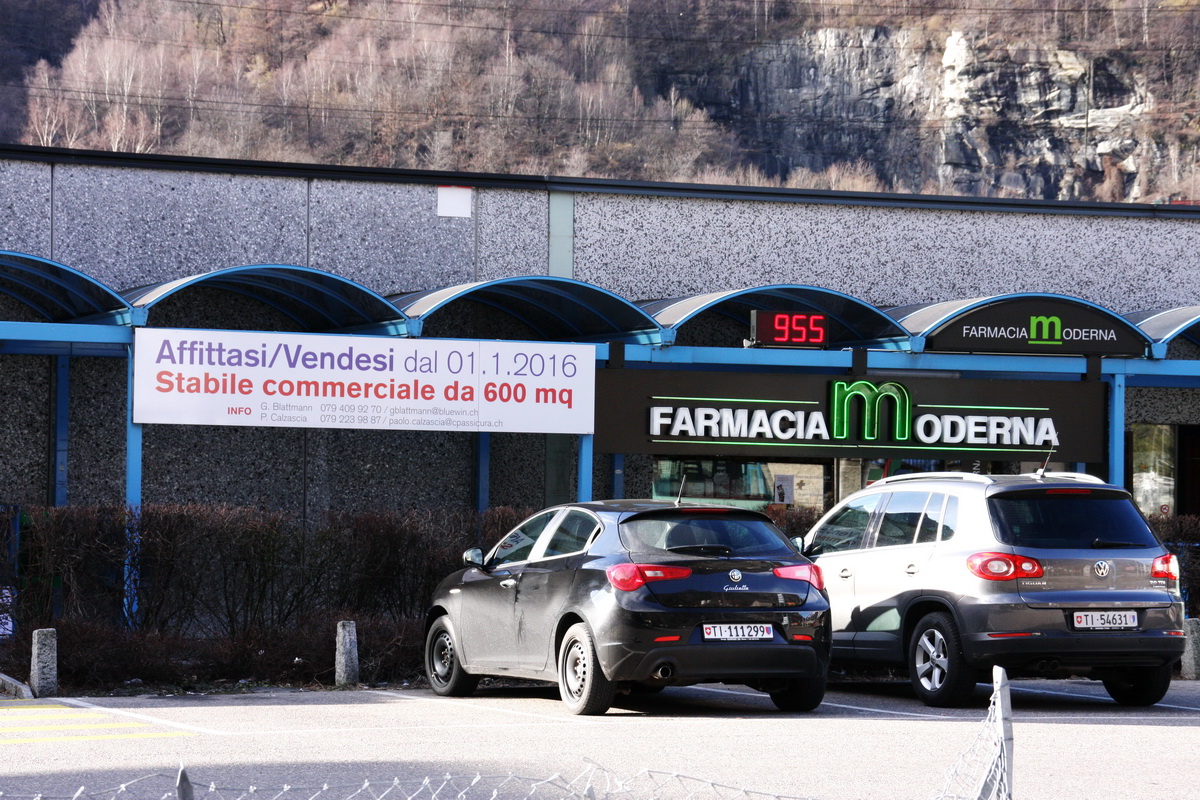 Affittasi/Vendesi dal 01.1.2016
Stabile commerciale da 600 mq
INFO G. Blattmann 079 409 92 70 / gblattmann@bluewin.ch
P. Calzascia 079 223 98 87 / paolo.calzascia@cpassicura.ch
955
FARMACIA mODERNA
FARMACIA mODERNA
Giulietta
TI·111299
TI·54631